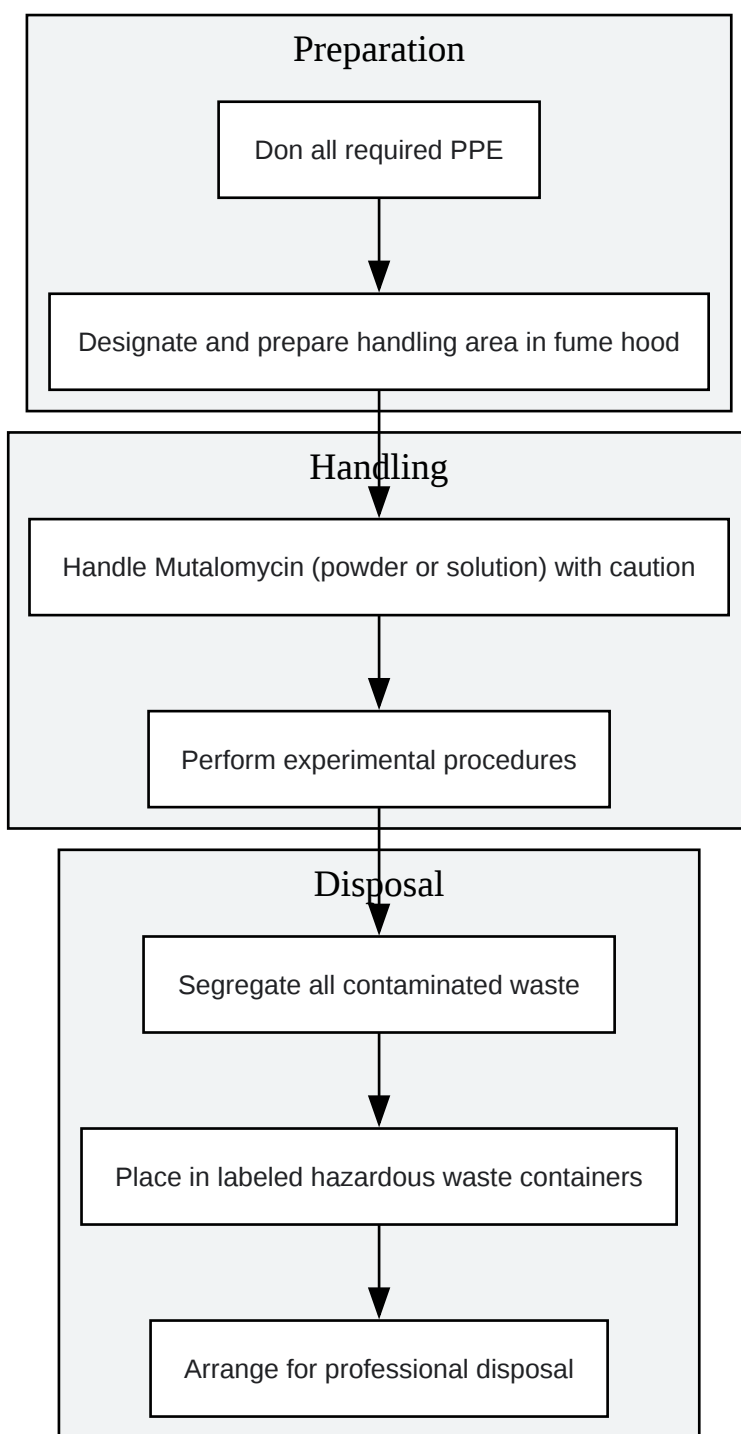 Preparation
Don all required PPE
Designate and prepare handling area in fume hood
Handling
Handle Mutalomycin (powder or solution) with caution
Perform experimental procedures
Disposal
Segregate all contaminated waste
Place in labeled hazardous waste containers
Arrange for professional disposal